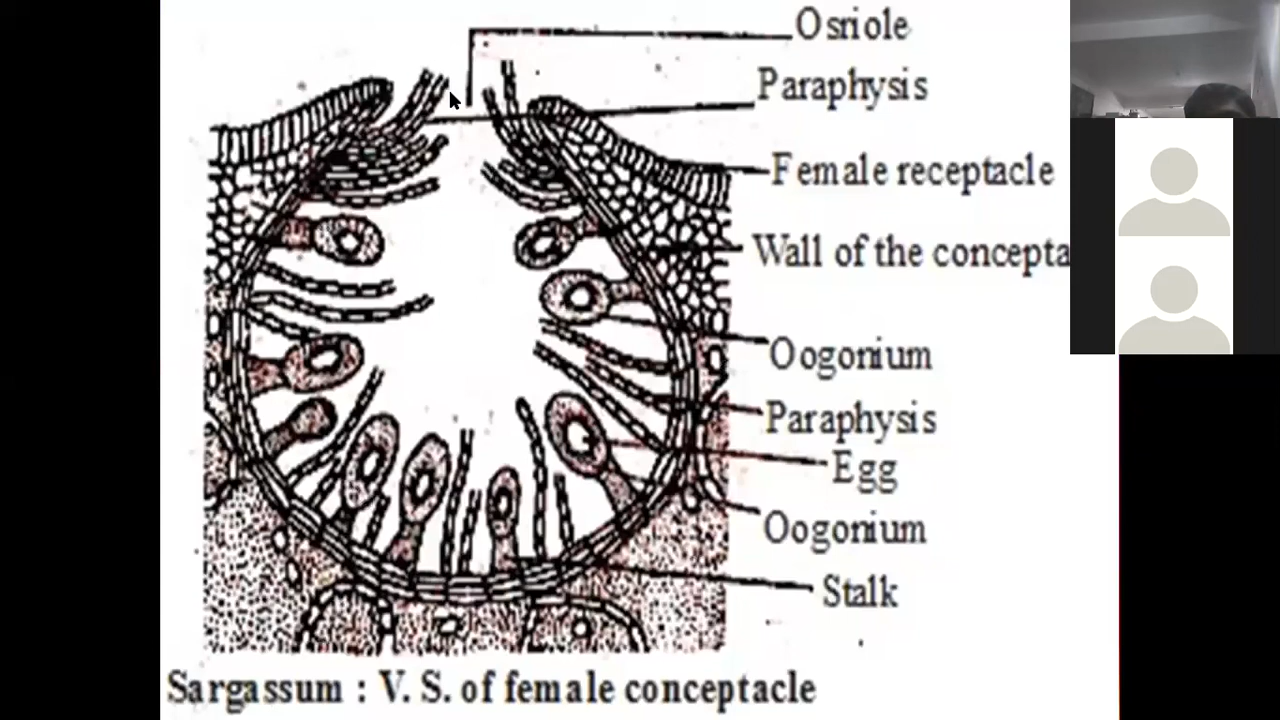 Osriole
Paraphysis
Female receptacle
Wall of the concepta
Oogonium
Paraphysis
Egg
Oogonium
Stalk
Sargassum : V. S. of female conceptacle